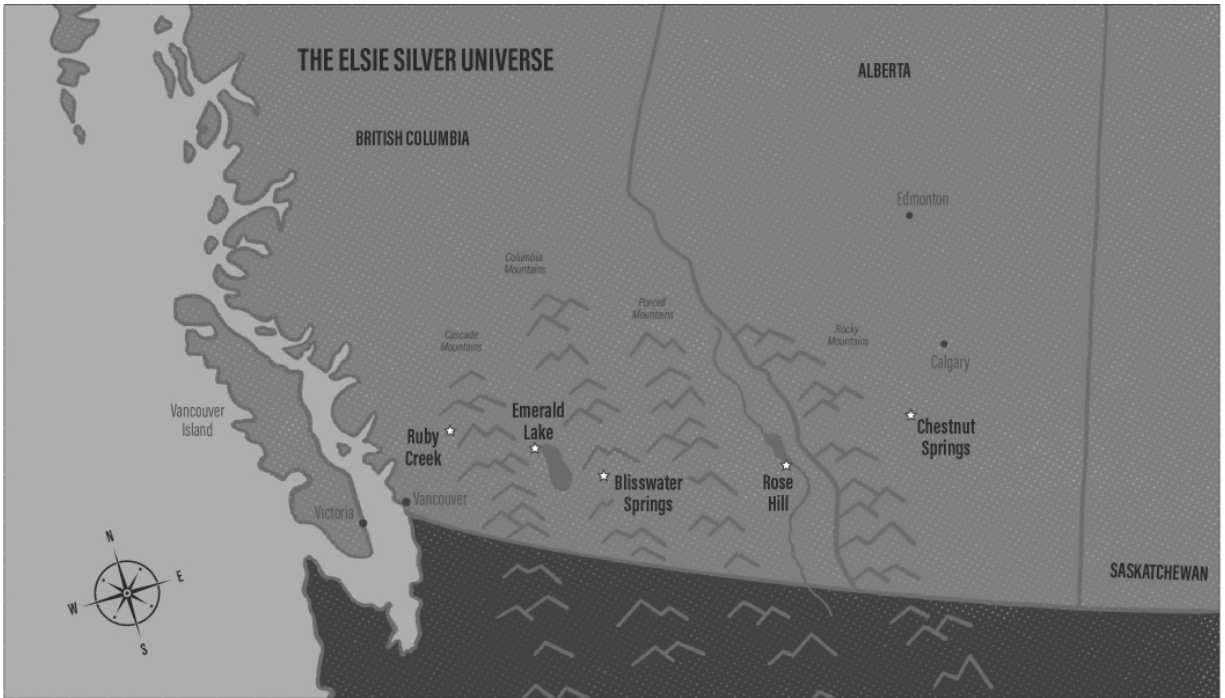 THE ELSIE SILVER UNIVERSE
ALBERTA
BRITISH COLUMBIA
Edmonton
Columbia
Mountains
Purcell
Mountains
Cascade
Mountains
Rocky
Mountains
Calgary
Vancouver
Island
Ruby
Creek
Emerald
Lake
Blisswater
Springs
Rose
Hill
Chestnut
Springs
Victoria
Vancouver
SASKATCHEWAN
N
E
W
S